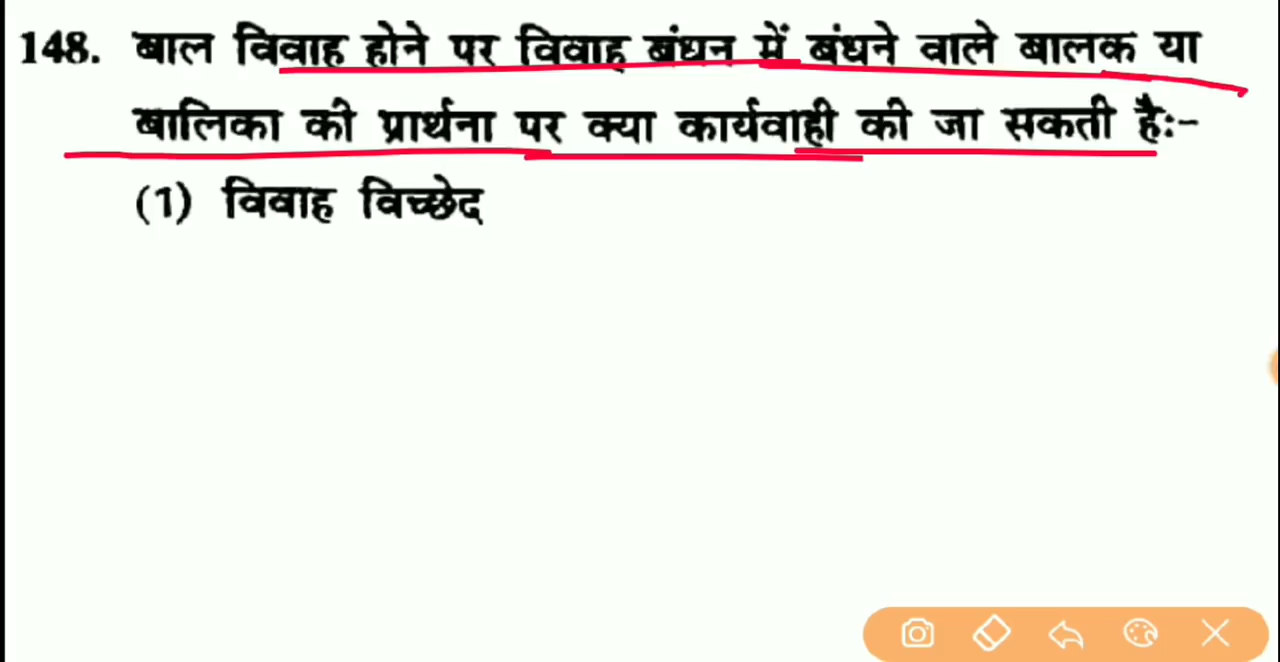 148. बाल विवाह होने पर विवाह बंधन में बंधने वाले बालक या
बालिका की प्रार्थना पर क्या कार्यवाही की जा सकती है:-
(1) विवाह विच्छेद